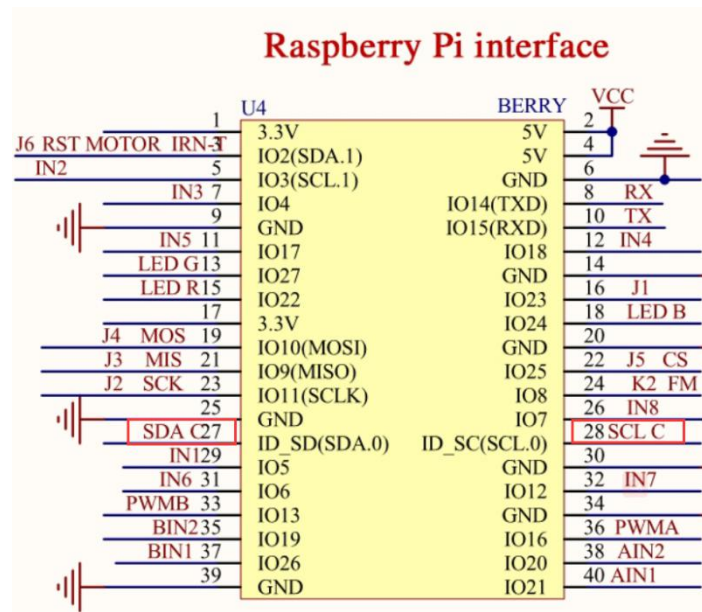 Raspberry Pi interface
U4 BERRY VCC
1 3.3V 5V 2
J6 RST MOTOR IRN-T 3 IO2(SDA.1) 5V 4
IN2 5 IO3(SCL.1) GND 6
IN3 7 IO4 IO14(TXD) 8 RX
9 GND IO15(RXD) 10 TX
IN5 11 IO17 IO18 12 IN4
LED G 13 IO27 GND 14
LED R 15 IO22 IO23 16 J1
17 3.3V IO24 18 LED B
J4 MOS 19 IO10(MOSI) GND 20
J3 MIS 21 IO9(MISO) IO25 22 J5 CS
J2 SCK 23 IO11(SCLK) IO8 24 K2 FM
25 GND IO7 26 IN8
SDA C 27 ID_SD(SDA.0) ID_SC(SCL.0) 28 SCL C
IN1 29 IO5 GND 30
IN6 31 IO6 IO12 32 IN7
PWMB 33 IO13 GND 34
BIN2 35 IO19 IO16 36 PWMA
BIN1 37 IO26 IO20 38 AIN2
39 GND IO21 40 AIN1